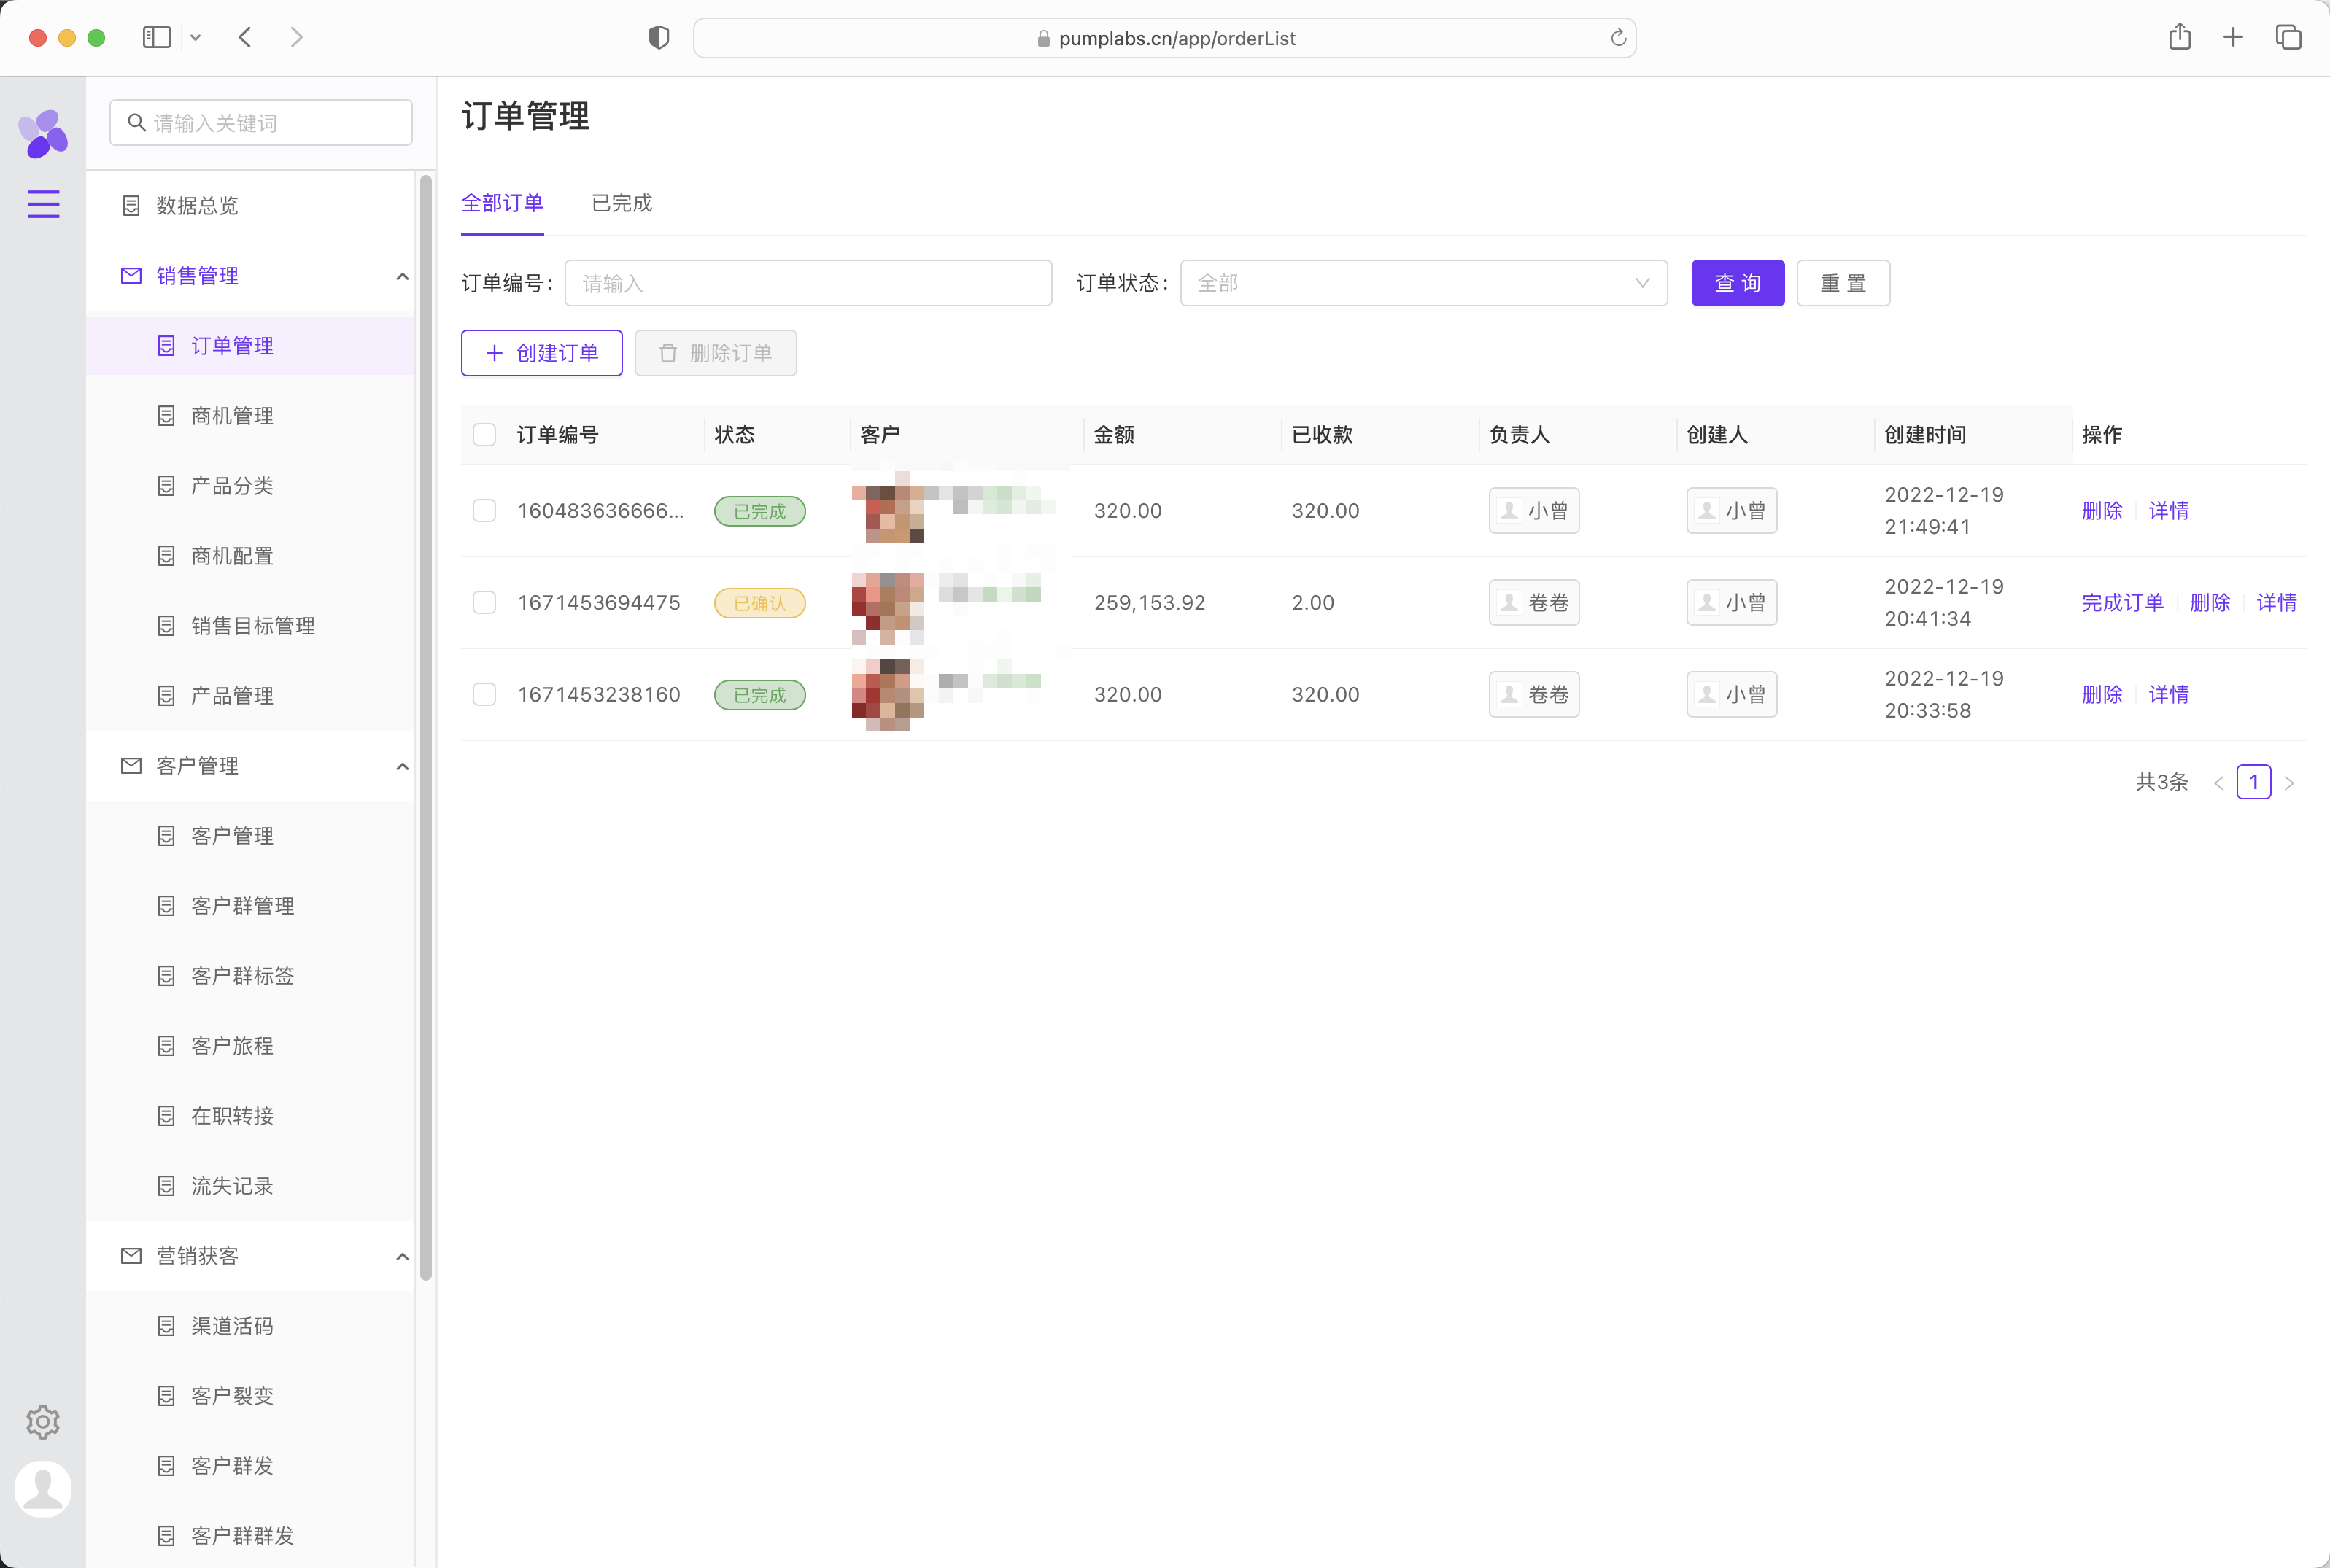 pumplabs.cn/app/orderList
请输入关键词
数据总览
销售管理
订单管理
商机管理
产品分类
商机配置
销售目标管理
产品管理
客户管理
客户管理
客户群管理
客户群标签
客户旅程
在职转接
流失记录
营销获客
渠道活码
客户裂变
客户群发
客户群群发
订单管理
全部订单 已完成
订单编号: 请输入 订单状态: 全部 查 询 重 置
创建订单 删除订单
订单编号 状态 客户 金额 已收款 负责人 创建人 创建时间 操作
160483636666... 已完成 320.00 320.00 小曾 小曾 2022-12-19 21:49:41 删除 详情
1671453694475 已确认 259,153.92 2.00 卷卷 小曾 2022-12-19 20:41:34 完成订单 删除 详情
1671453238160 已完成 320.00 320.00 卷卷 小曾 2022-12-19 20:33:58 删除 详情
共3条 1